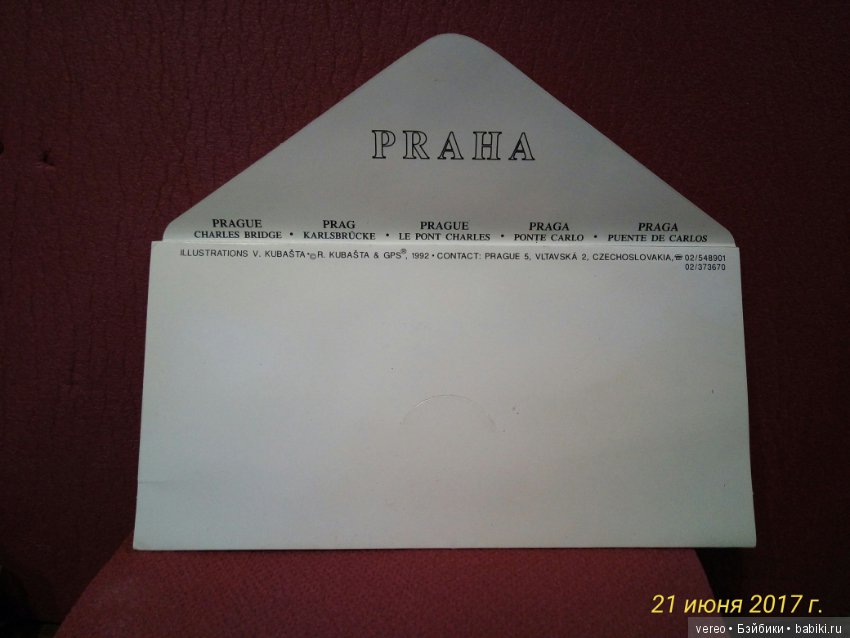 PRAHA
PRAGUE PRAG PRAGUE PRAGA PRAGA
CHARLES BRIDGE • KARLSBRÜCKE • LE PONT CHARLES • PONTE CARLO • PUENTE DE CARLOS
ILLUSTRATIONS V. KUBAŠTA • © R. KUBAŠTA & GPS®, 1992 • CONTACT: PRAGUE 5, VLTAVSKÁ 2, CZECHOSLOVAKIA, ☎ 02/548901
02/373670
21 июня 2017 г.
vereo • Бэйбики • babiki.ru